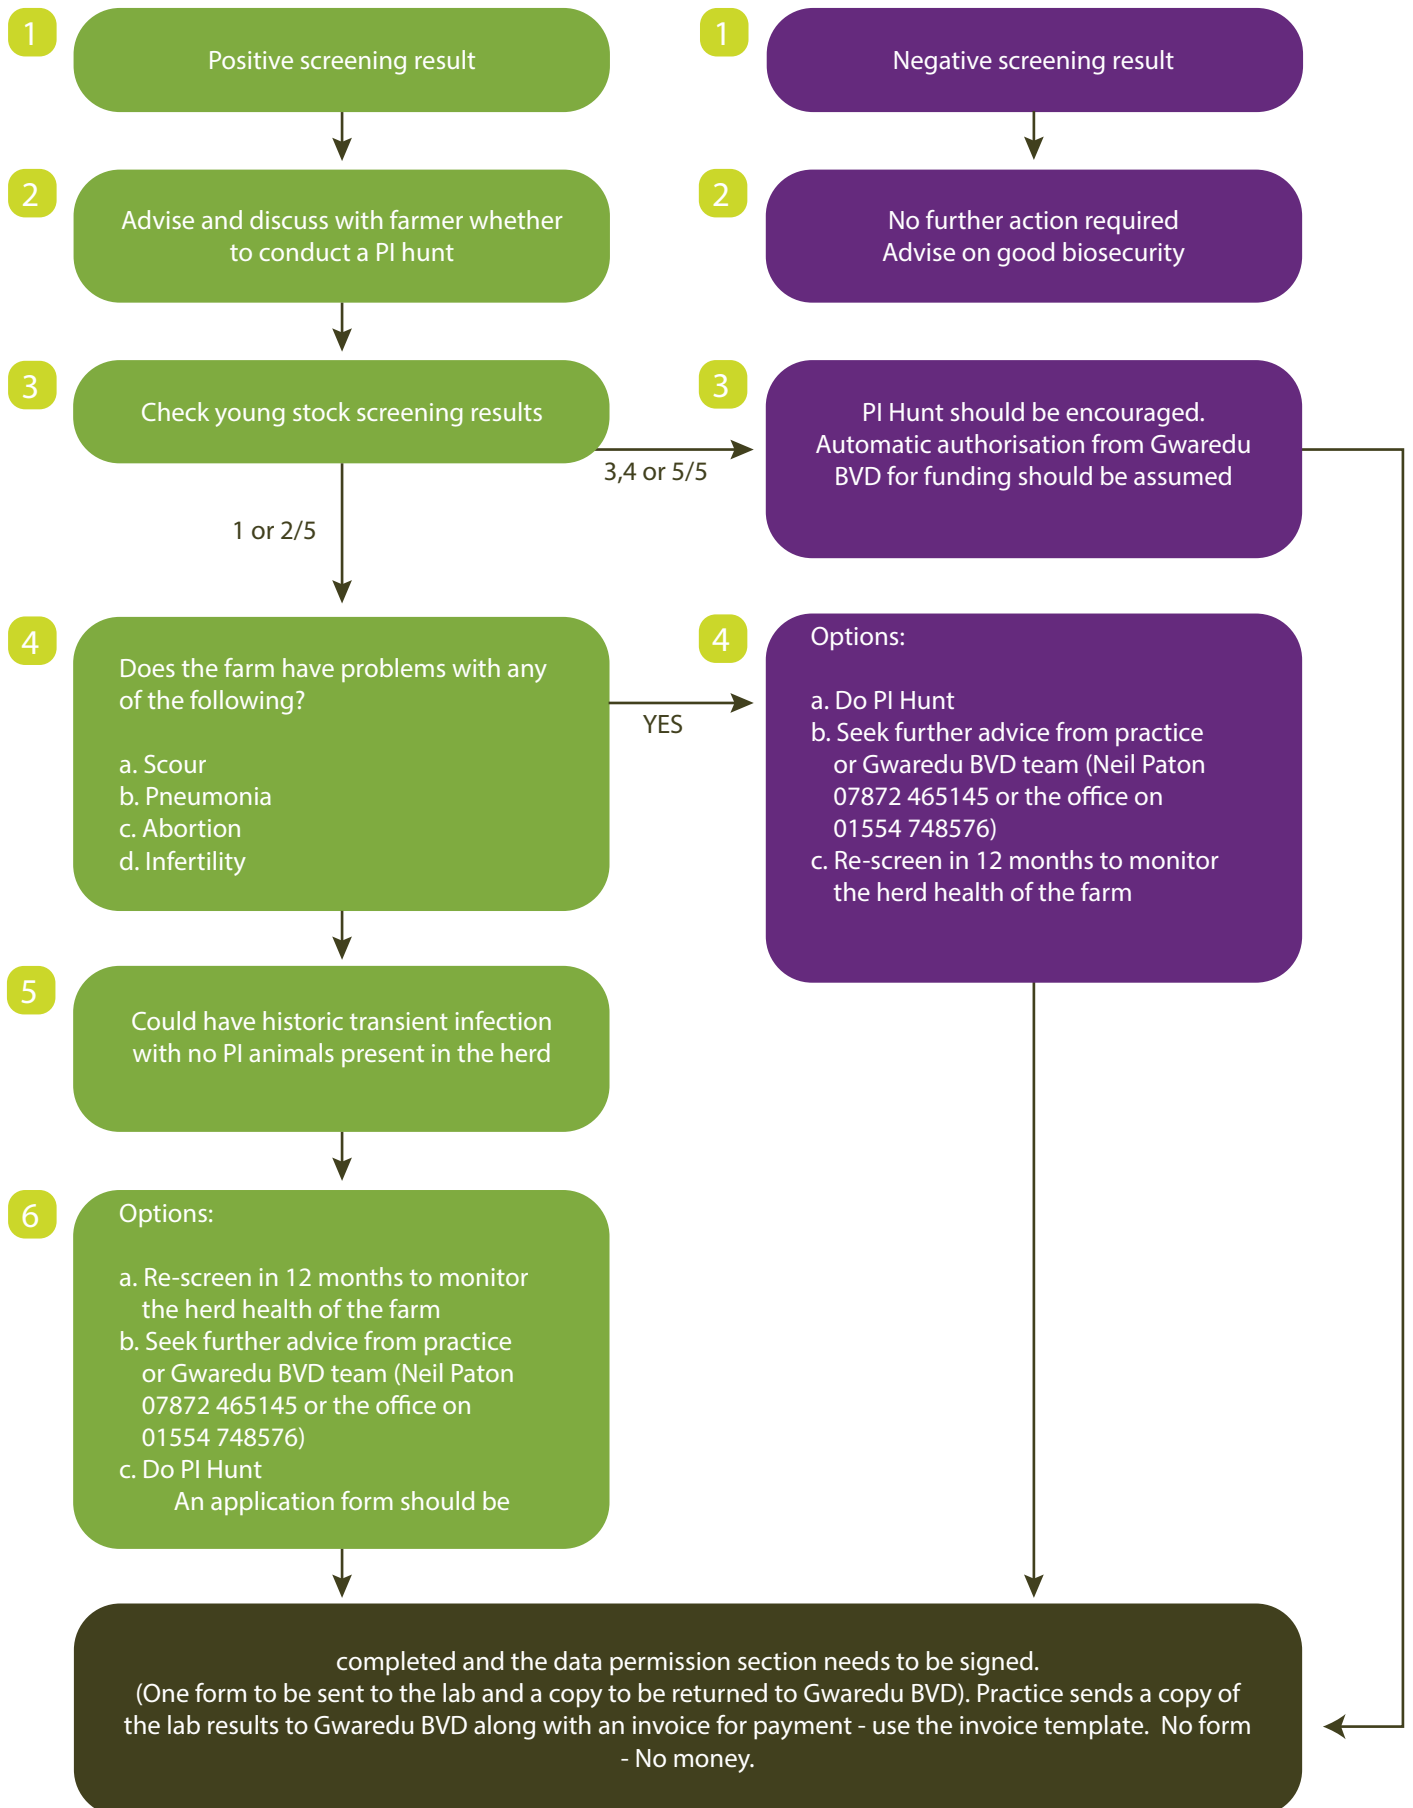 1
Positive screening result
1
Negative screening result
2
Advise and discuss with farmer whether
to conduct a PI hunt
2
No further action required
Advise on good biosecurity
3
Check young stock screening results
3,4 or 5/5
3
PI Hunt should be encouraged.
Automatic authorisation from Gwaredu
BVD for funding should be assumed
1 or 2/5
4
Does the farm have problems with any
of the following?
a. Scour
b. Pneumonia
c. Abortion
d. Infertility
YES
4
Options:
a. Do PI Hunt
b. Seek further advice from practice
or Gwaredu BVD team (Neil Paton
07872 465145 or the office on
01554 748576)
c. Re-screen in 12 months to monitor
the herd health of the farm
5
Could have historic transient infection
with no PI animals present in the herd
6
Options:
a. Re-screen in 12 months to monitor
the herd health of the farm
b. Seek further advice from practice
or Gwaredu BVD team (Neil Paton
07872 465145 or the office on
01554 748576)
c. Do PI Hunt
An application form should be
completed and the data permission section needs to be signed.
(One form to be sent to the lab and a copy to be returned to Gwaredu BVD). Practice sends a copy of
the lab results to Gwaredu BVD along with an invoice for payment - use the invoice template.  No form
- No money.